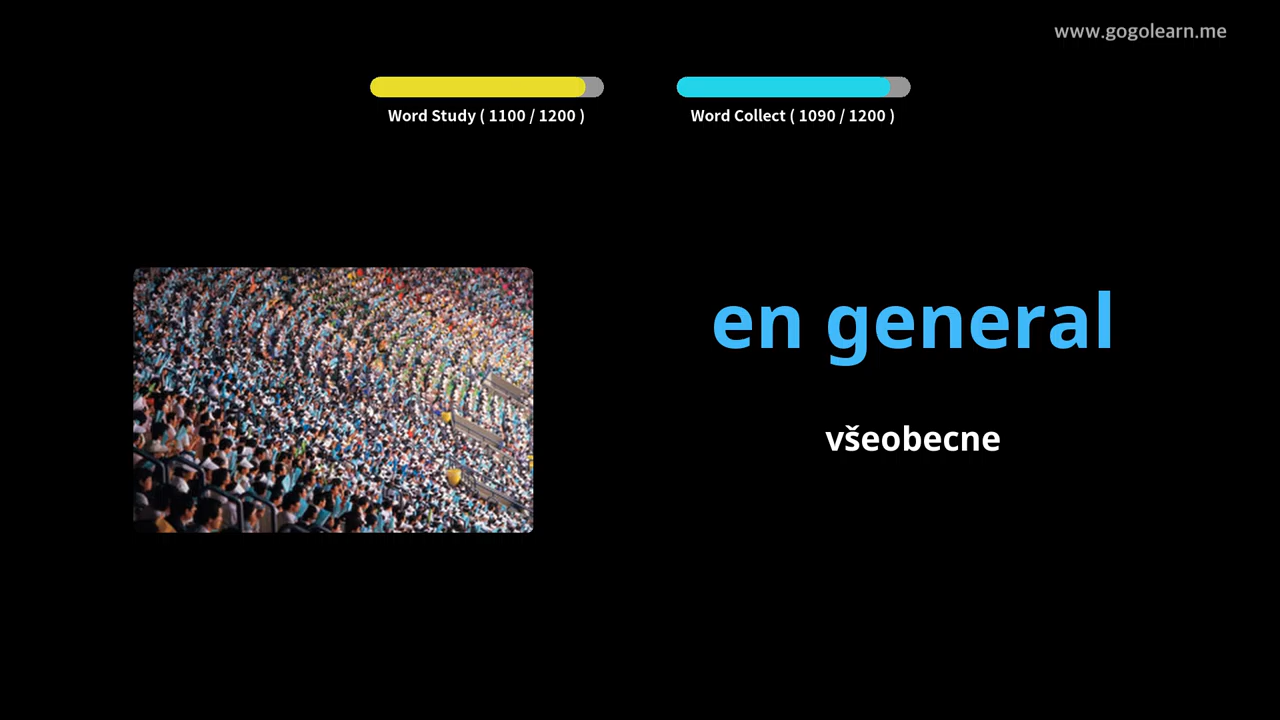 www.gogolearn.me
Word Study ( 1100 / 1200 )
Word Collect ( 1090 / 1200 )
en general
všeobecne